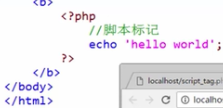 <b>
<?php
//脚本标记
echo 'hello world';
?>
</b>
</body>
</html>
localhost/script_tag.p